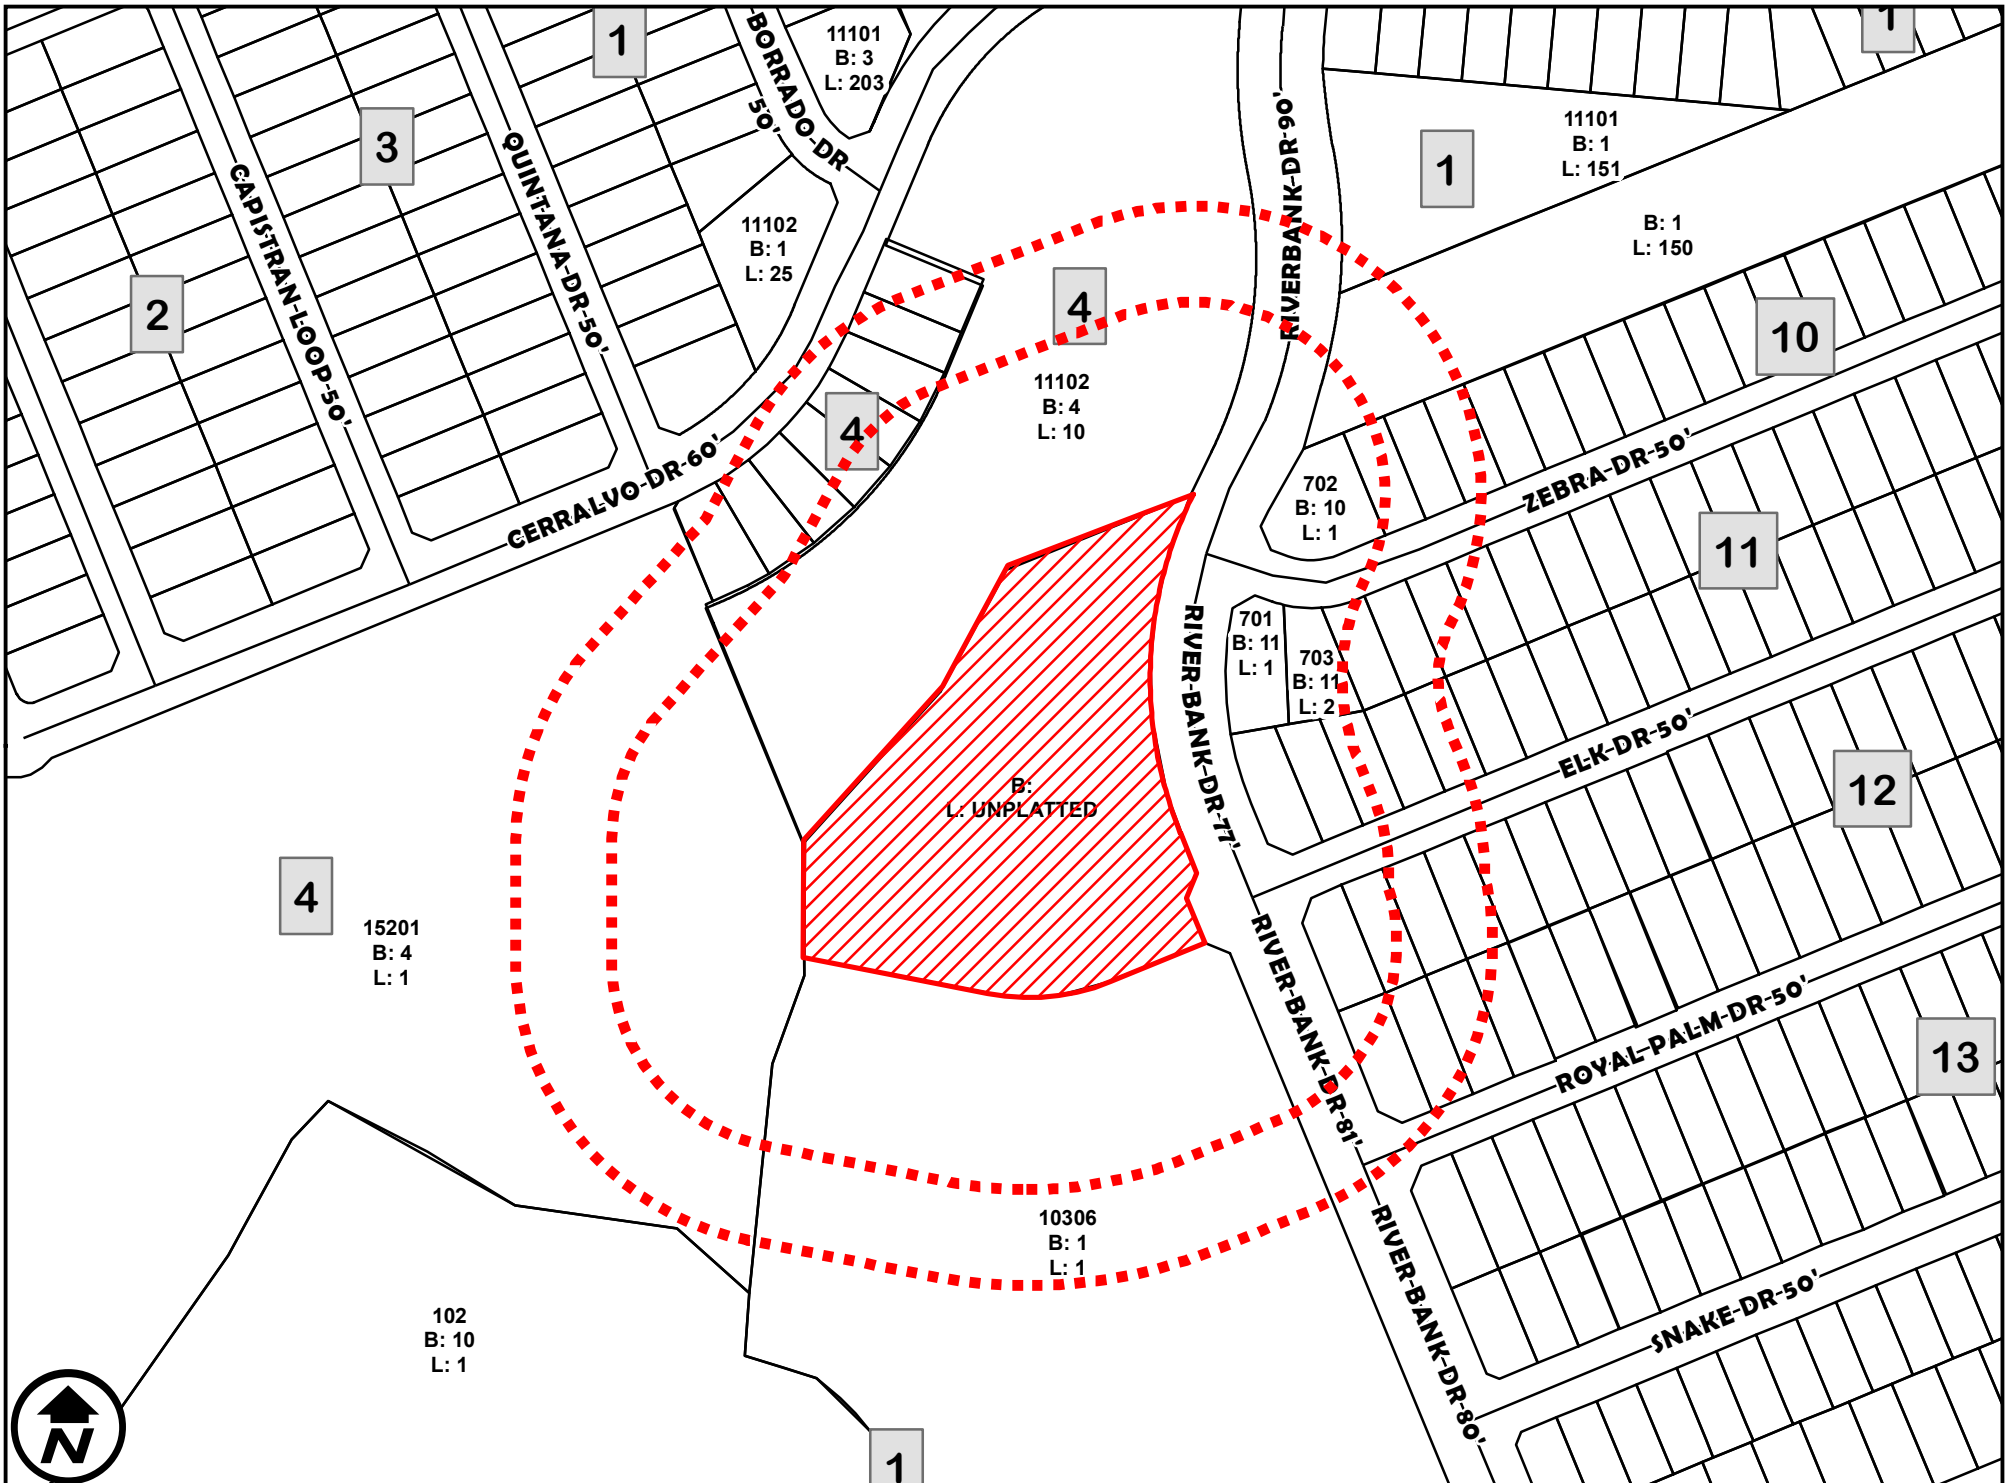 1
1
11101
B: 3
L: 203
BORRADO-DR
50'
3
QUINTANA-DR-50'
CAPISTRAN-LOOP-50'
2
11102
B: 1
L: 25
RIVERBANK-DR-90'
1
11101
B: 1
L: 151
B: 1
L: 150
10
4
11102
B: 4
L: 10
4
CERRALVO-DR-60'
702
B: 10
L: 1
ZEBRA-DR-50'
11
701
B: 11
L: 1
703
B: 11
L: 2
RIVER-BANK-DR-77'
ELK-DR-50'
12
B:
L: UNPLATTED
4
15201
B: 4
L: 1
RIVER-BANK-DR-81'
ROYAL-PALM-DR-50'
13
10306
B: 1
L: 1
RIVER-BANK-DR-80'
SNAKE-DR-50'
102
B: 10
L: 1
N
1